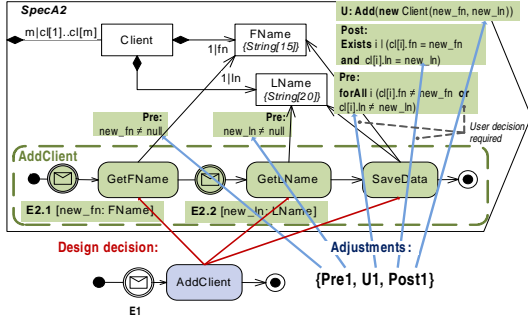 SpecA2
m|cl[1]..cl[m]
Client
1|fn
1|ln
FName
{String[15]}
LName
{String[20]}
U: Add(new Client(new_fn, new_ln))
Post:
Exists i | (cl[i].fn = new_fn
and cl[i].ln = new_ln)
Pre:
forAll i (cl[i].fn ≠ new_fn or
cl[i].ln ≠ new_ln)
User decision
required
Pre:
new_fn ≠ null
Pre:
new_ln ≠ null
AddClient
GetFName
GetLName
SaveData
E2.1 [new_fn: FName]
E2.2 [new_ln: LName]
Design decision:
Adjustments:
AddClient
E1
{Pre1, U1, Post1}